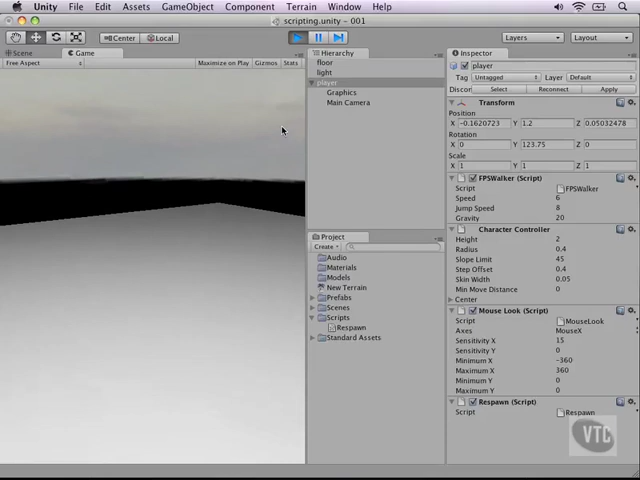 Unity File Edit Assets GameObject Component Terrain Window Help
scripting.unity - 001
Center Local Layers Layout
Scene Game
Free Aspect Maximize on Play Gizmos Stats
Hierarchy
floor
light
player
Graphics
Main Camera
Project
Create
Audio
Materials
Models
New Terrain
Prefabs
Scenes
Scripts
Respawn
Standard Assets
Inspector
player
Tag Untagged Layer Default
Discon Select Reconnect Apply
Transform
Position
X -0.1620723 Y 1.2 Z 0.05032478
Rotation
X 0 Y 123.75 Z 0
Scale
X 1 Y 1 Z 1
FPSWalker (Script)
Script FPSWalker
Speed 6
Jump Speed 8
Gravity 20
Character Controller
Height 2
Radius 0.4
Slope Limit 45
Step Offset 0.4
Skin Width 0.05
Min Move Distance 0
Center
Mouse Look (Script)
Script MouseLook
Axes MouseX
Sensitivity X 15
Sensitivity Y 0
Minimum X -360
Maximum X 360
Minimum Y 0
Maximum Y 0
Respawn (Script)
Script Respawn
VTC